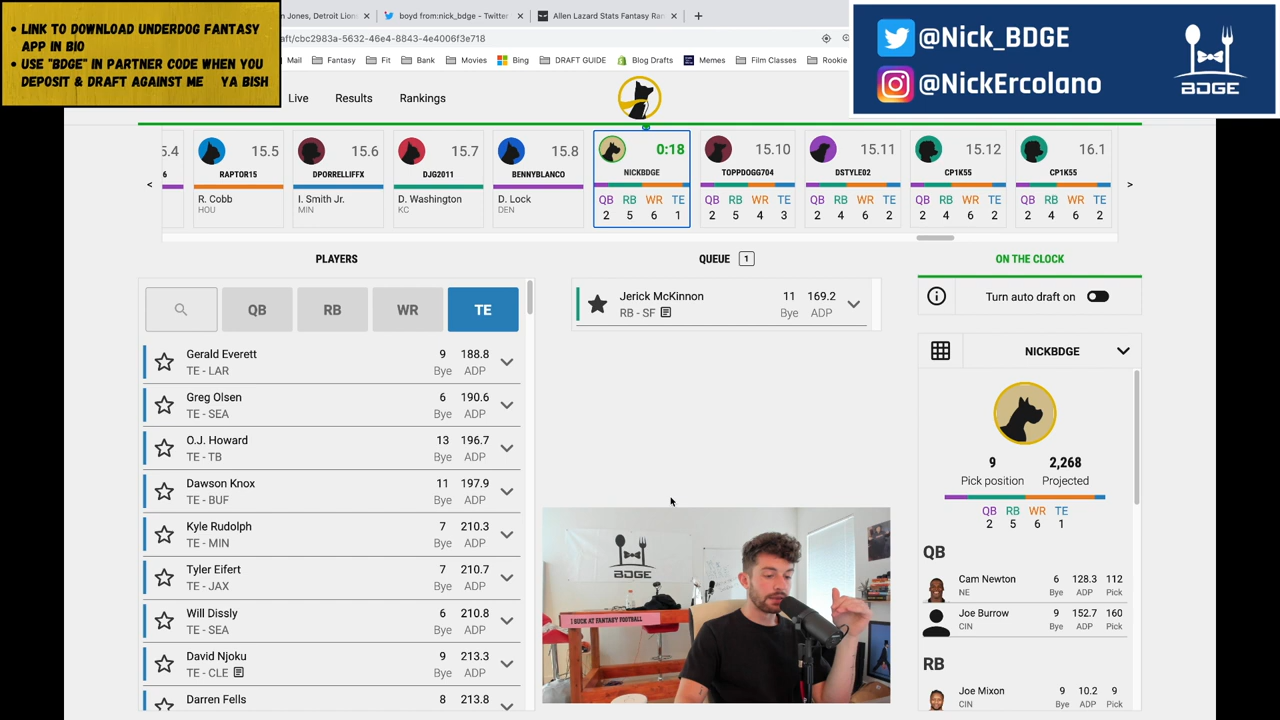 • LINK TO DOWNLOAD UNDERDOG FANTASY
APP IN BIO
• USE "BDGE" IN PARTNER CODE WHEN YOU
DEPOSIT & DRAFT AGAINST ME YA BISH
n Jones, Detroit Lion
boyd from:nick_bdge - Twitter
Allen Lazard Stats Fantasy Ran
@Nick_BDGE
@NickErcolano
BDGE
aft/cbc2983a-5632-46e4-8843-4e4006f3e718
Mail Fantasy Fit Bank Movies Bing DRAFT GUIDE Blog Drafts Memes Film Classes Rookie
Live Results Rankings
5.4
15.5
RAPTOR15
R. Cobb
HOU
15.6
DPORRELLIFFX
I. Smith Jr.
MIN
15.7
DJG2011
D. Washington
KC
15.8
BENNYBLANCO
D. Lock
DEN
0:18
NICKBDGE
QB RB WR TE
2 5 6 1
15.10
TOPPDOGG704
QB RB WR TE
2 5 4 3
15.11
DSTYLE02
QB RB WR TE
2 4 6 2
15.12
CP1K55
QB RB WR TE
2 4 6 2
16.1
CP1K55
QB RB WR TE
2 4 6 2
PLAYERS
QB RB WR TE
Gerald Everett 9 188.8
TE - LAR Bye ADP
Greg Olsen 6 190.6
TE - SEA Bye ADP
O.J. Howard 13 196.7
TE - TB Bye ADP
Dawson Knox 11 197.9
TE - BUF Bye ADP
Kyle Rudolph 7 210.3
TE - MIN Bye ADP
Tyler Eifert 7 210.7
TE - JAX Bye ADP
Will Dissly 6 210.8
TE - SEA Bye ADP
David Njoku 9 213.3
TE - CLE Bye ADP
Darren Fells 8 213.8
QUEUE 1
Jerick McKinnon 11 169.2
RB - SF Bye ADP
BDGE
I SUCK AT FANTASY FOOTBALL
ON THE CLOCK
Turn auto draft on
NICKBDGE
9 2,268
Pick position Projected
QB RB WR TE
2 5 6 1
QB
Cam Newton 6 128.3 112
NE Bye ADP Pick
Joe Burrow 9 152.7 160
CIN Bye ADP Pick
RB
Joe Mixon 9 10.2 9
CIN Bye ADP Pick